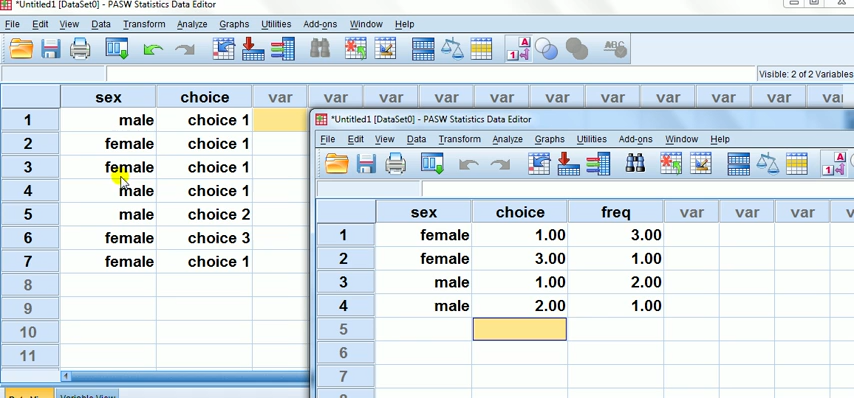 *Untitled1 [DataSet0] - PASW Statistics Data Editor
File Edit View Data Transform Analyze Graphs Utilities Add-ons Window Help
A
1 4
ABC
Visible: 2 of 2 Variables
sex choice var var var var var var var var var var var
1 male choice 1
2 female choice 1
3 female choice 1
4 male choice 1
5 male choice 2
6 female choice 3
7 female choice 1
8
9
10
11
Variable View
*Untitled1 [DataSet0] - PASW Statistics Data Editor
File Edit View Data Transform Analyze Graphs Utilities Add-ons Window Help
sex choice freq var var var
1 female 1.00 3.00
2 female 3.00 1.00
3 male 1.00 2.00
4 male 2.00 1.00
5
6
7